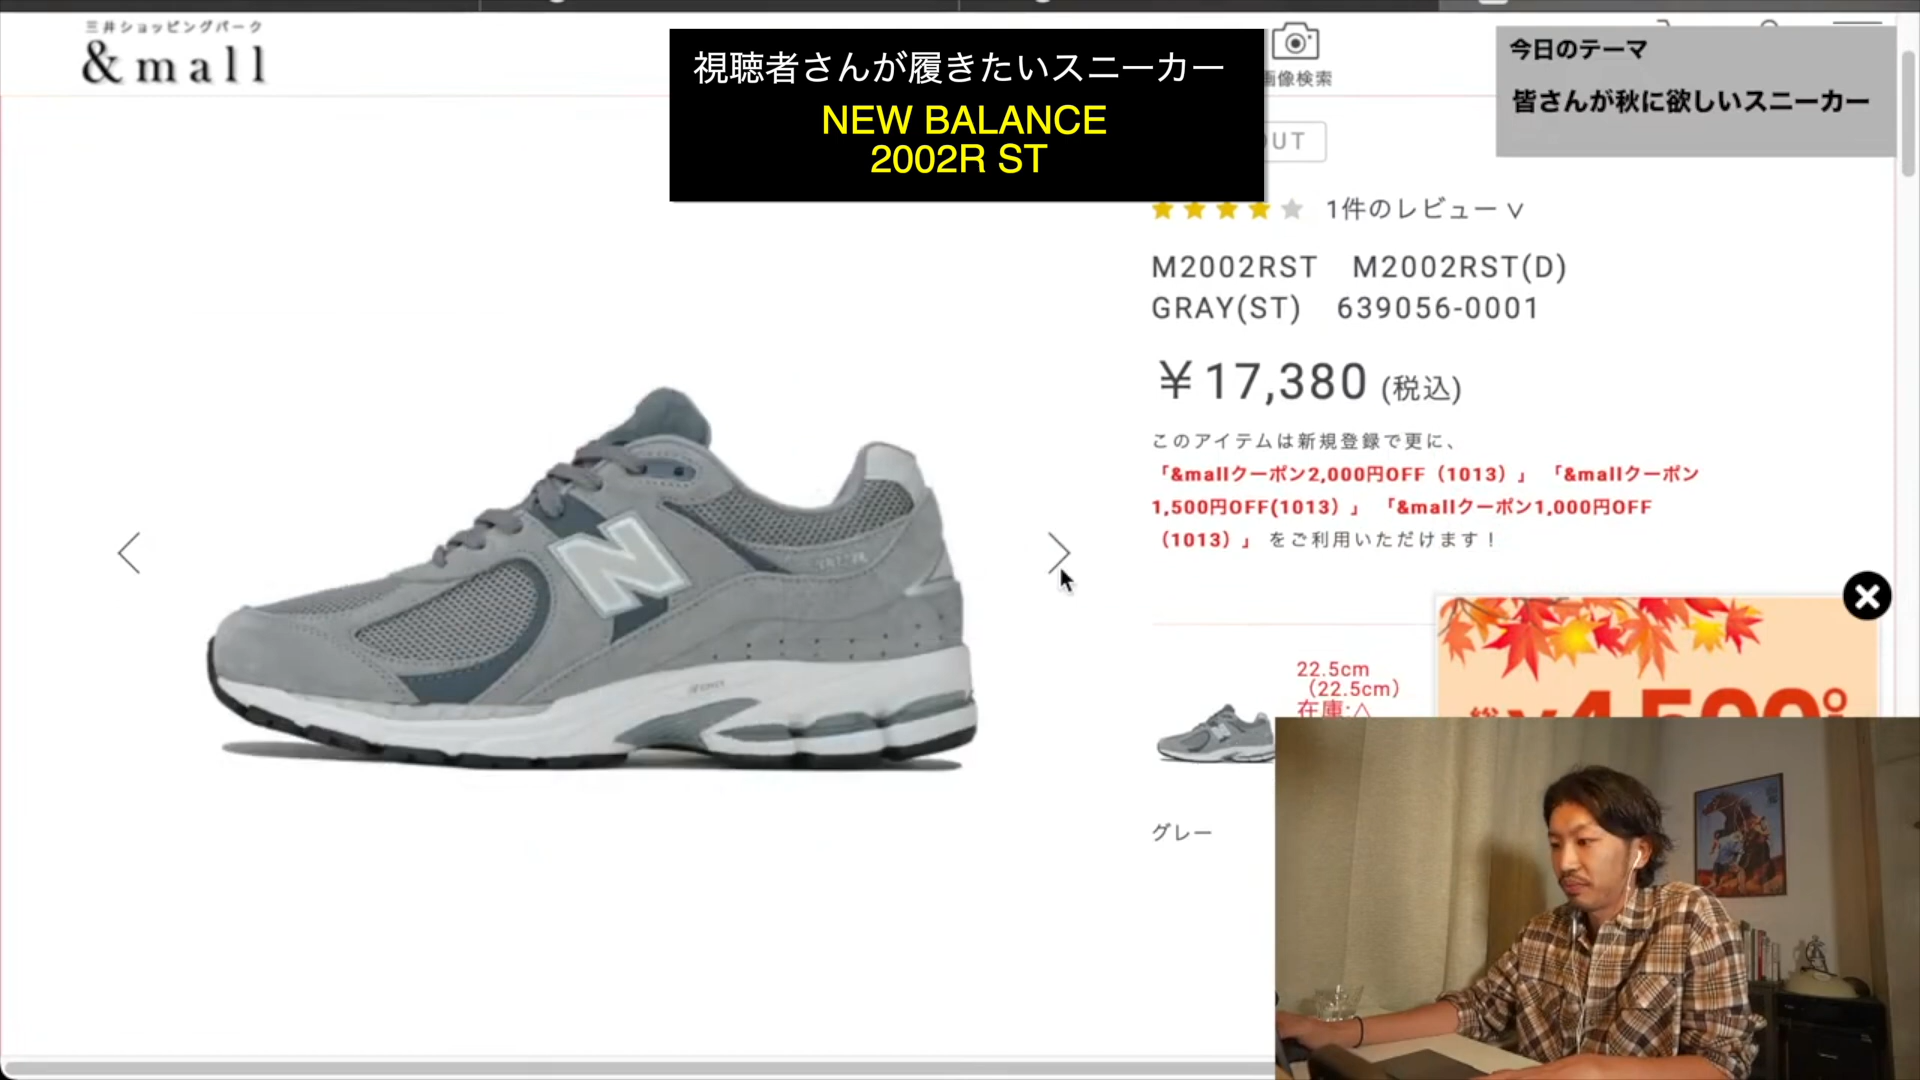 三井ショッピングパーク
&mall
視聴者さんが履きたいスニーカー
NEW BALANCE
2002R ST
画像検索
今日のテーマ
皆さんが秋に欲しいスニーカー
OUT
1件のレビュー
M2002RST M2002RST(D)
GRAY(ST) 639056-0001
¥17,380 (税込)
このアイテムは新規登録で更に、
「&mallクーポン2,000円OFF（1013）」 「&mallクーポン
1,500円OFF(1013）」 「&mallクーポン1,000円OFF
（1013）」 をご利用いただけます！
N
22.5cm
（22.5cm）
在庫:△
グレー